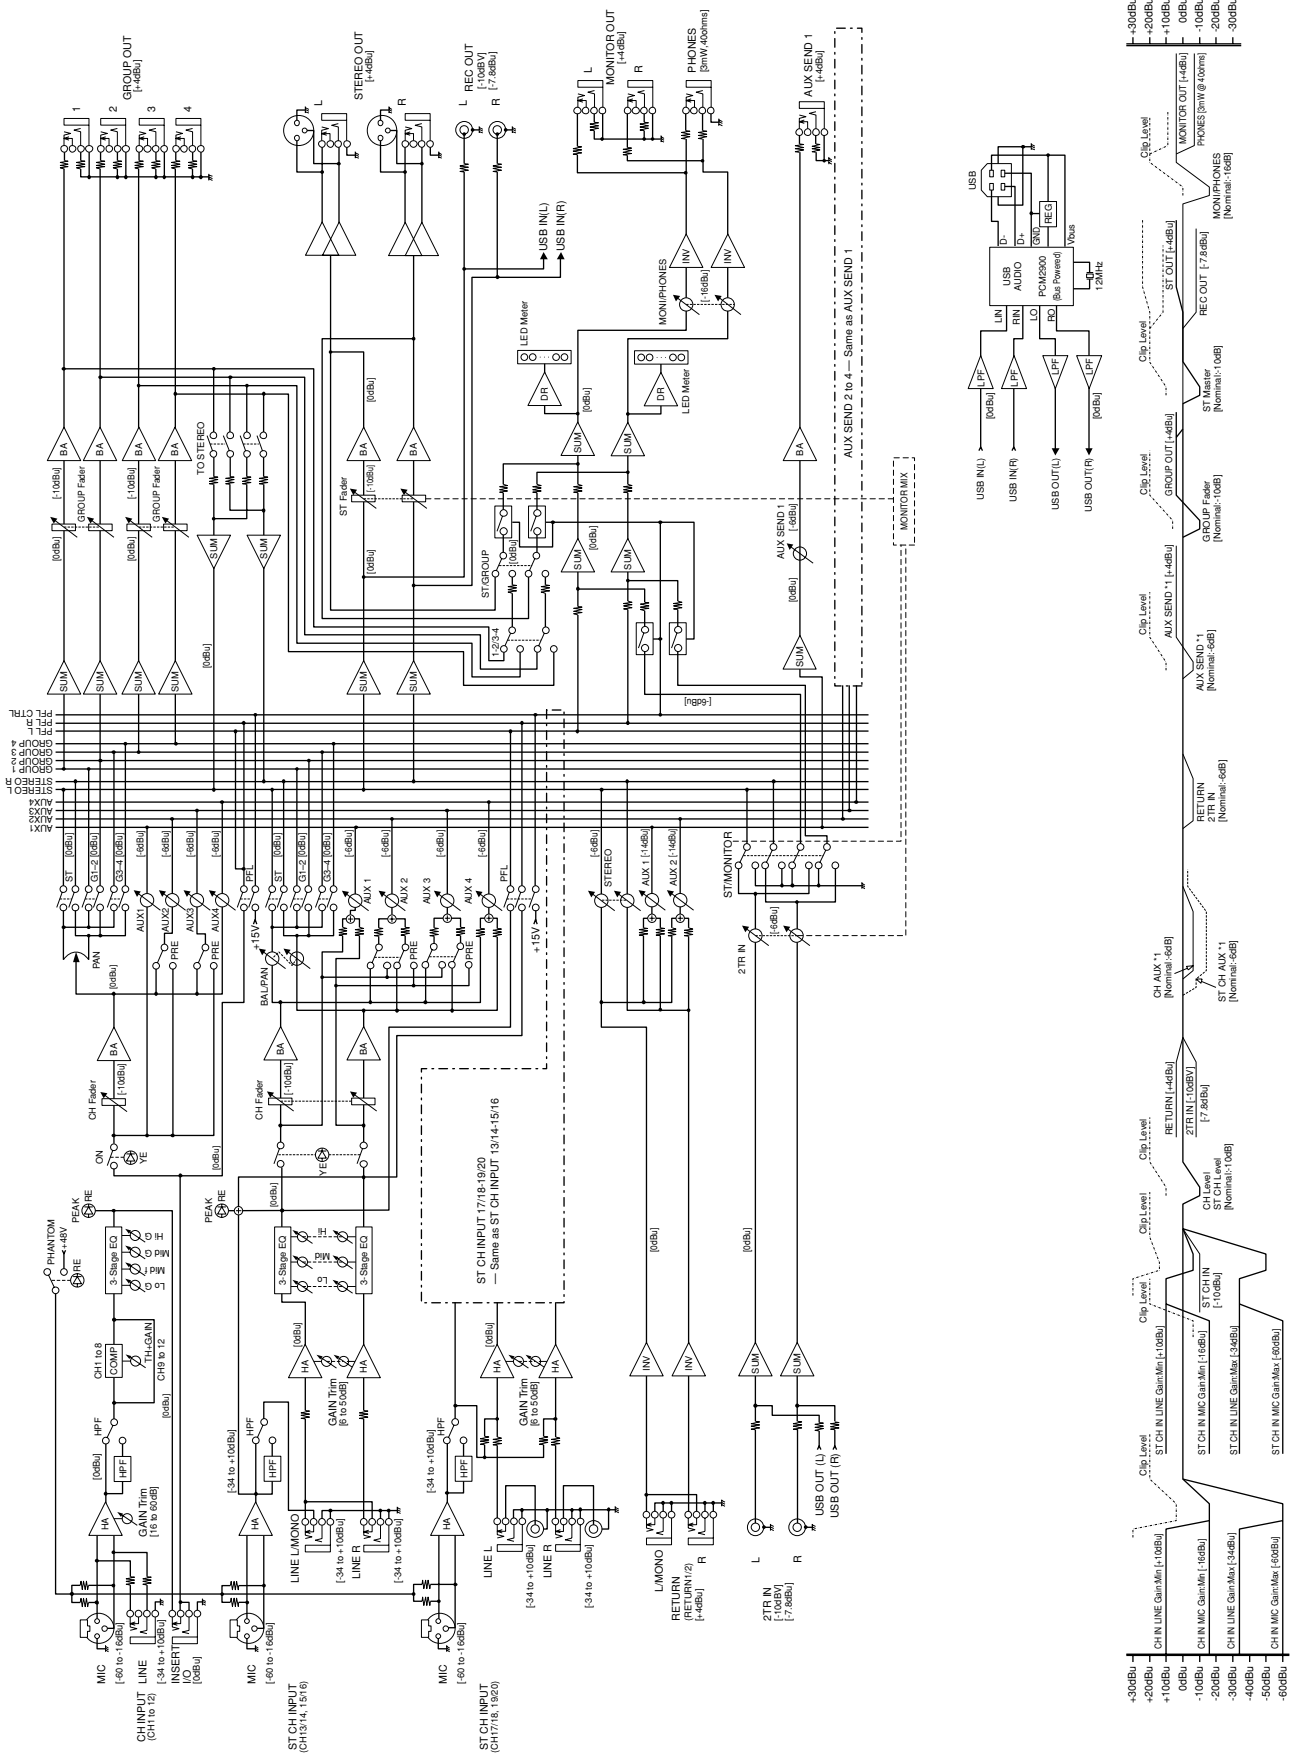 CH INPUT
(CH1 to 12)
MIC
[-60 to -16dBu]
LINE
[-34 to +10dBu]
INSERT
I/O
[0dBu]
PHANTOM
+48V
RE
HA
GAIN Trim
[16 to 60dB]
[0dBu]
HPF
HPF
CH1 to 8
COMP
TH+GAIN
CH9 to 12
[0dBu]
3-Stage EQ
Lo G
Mid f
Mid G
Hi G
PEAK
RE
ON
YE
[0dBu]
CH Fader
[-10dBu]
BA
[0dBu]
PAN
PRE
PRE
AUX1
AUX2
AUX3
AUX4
PFL
+15V
ST
[0dBu]
G1–2
[0dBu]
G3–4
[0dBu]
[-6dBu]
[-6dBu]
[-6dBu]
[-6dBu]
ST CH INPUT
(CH13/14, 15/16)
MIC
[-60 to -16dBu]
HA
[-34 to +10dBu]
HPF
HPF
LINE L/MONO
[-34 to +10dBu]
LINE R
[-34 to +10dBu]
HA
HA
GAIN Trim
[6 to 50dB]
[0dBu]
3-Stage EQ
3-Stage EQ
Lo
Mid
Hi
PEAK
RE
[0dBu]
YE
CH Fader
[-10dBu]
BA
BA
BAL/PAN
PRE
PRE
ST
[0dBu]
G1–2
[0dBu]
G3–4
[0dBu]
AUX 1
[-6dBu]
AUX 2
[-6dBu]
AUX 3
[-6dBu]
AUX 4
[-6dBu]
PFL
+15V
ST CH INPUT
(CH17/18, 19/20)
MIC
[-60 to -16dBu]
HA
[-34 to +10dBu]
HPF
HPF
LINE L
[-34 to +10dBu]
LINE R
[-34 to +10dBu]
HA
HA
GAIN Trim
[6 to 50dB]
[0dBu]
ST CH INPUT 17/18-19/20
— Same as ST CH INPUT 13/14-15/16
L/MONO
RETURN
(RETURN1/2)
[+4dBu]
R
INV
INV
[0dBu]
STEREO
[-6dBu]
AUX 1
[-14dBu]
AUX 2
[-14dBu]
2TR IN
[-10dBV]
[-7.8dBu]
L
R
USB OUT (L)
USB OUT (R)
SUM
SUM
[0dBu]
2TR IN
[-6dBu]
ST/MONITOR
AUX1
AUX2
AUX3
AUX4
STEREO L
STEREO R
GROUP 1
GROUP 2
GROUP 3
GROUP 4
PFL L
PFL R
PFL CTRL
SUM
SUM
SUM
SUM
[0dBu]
[0dBu]
GROUP Fader
GROUP Fader
[-10dBu]
[-10dBu]
BA
BA
BA
BA
1
2
3
4
GROUP OUT
[+4dBu]
[0dBu]
SUM
SUM
TO STEREO
SUM
SUM
[0dBu]
ST Fader
[-10dBu]
BA
BA
[0dBu]
L
R
STEREO OUT
[+4dBu]
L
R
REC OUT
[-10dBV]
[-7.8dBu]
USB IN(L)
USB IN(R)
1-2/3-4
ST/GROUP
[0dBu]
SUM
SUM
[0dBu]
[-6dBu]
SUM
SUM
[0dBu]
DR
DR
LED Meter
LED Meter
MONI/PHONES
[-16dBu]
INV
INV
L
R
MONITOR OUT
[+4dBu]
PHONES
[3mW,40ohms]
SUM
[0dBu]
AUX SEND 1
[-6dBu]
BA
AUX SEND 1
[+4dBu]
AUX SEND 2 to 4 — Same as AUX SEND 1
MONITOR MIX
USB IN(L)
USB IN(R)
USB OUT(L)
USB OUT(R)
[0dBu]
[0dBu]
LPF
LPF
LPF
LPF
LIN
RIN
LO
RO
USB
AUDIO
PCM2900
(Bus Powered)
12MHz
D-
D+
GND
Vbus
REG
USB
+30dBu
+20dBu
+10dBu
0dBu
-10dBu
-20dBu
-30dBu
-40dBu
-50dBu
-60dBu
CH IN LINE Gain:Min [+10dBu]
CH IN MIC Gain:Min [-16dBu]
CH IN LINE Gain:Max [-34dBu]
CH IN MIC Gain:Max [-60dBu]
Clip Level
ST CH IN LINE Gain:Min [+10dBu]
ST CH IN MIC Gain:Min [-16dBu]
ST CH IN LINE Gain:Max [-34dBu]
ST CH IN MIC Gain:Max [-60dBu]
Clip Level
ST CH IN
[-10dBu]
Clip Level
CH Level
ST CH Level
[Nominal:-10dB]
Clip Level
RETURN [+4dBu]
2TR IN [-10dBV]
[-7.8dBu]
CH AUX *1
[Nominal:-6dB]
ST CH AUX *1
[Nominal:-6dB]
RETURN
2TR IN
[Nominal:-6dB]
AUX SEND *1
[Nominal:-6dB]
Clip Level
AUX SEND *1 [+4dBu]
GROUP Fader
[Nominal:-10dB]
Clip Level
GROUP OUT [+4dBu]
ST Master
[Nominal:-10dB]
Clip Level
ST OUT [+4dBu]
REC OUT [-7.8dBu]
MONI/PHONES
[Nominal:-16dB]
Clip Level
MONITOR OUT [+4dBu]
PHONES [3mW @ 40ohms]
+30dBu
+20dBu
+10dBu
0dBu
-10dBu
-20dBu
-30dBu